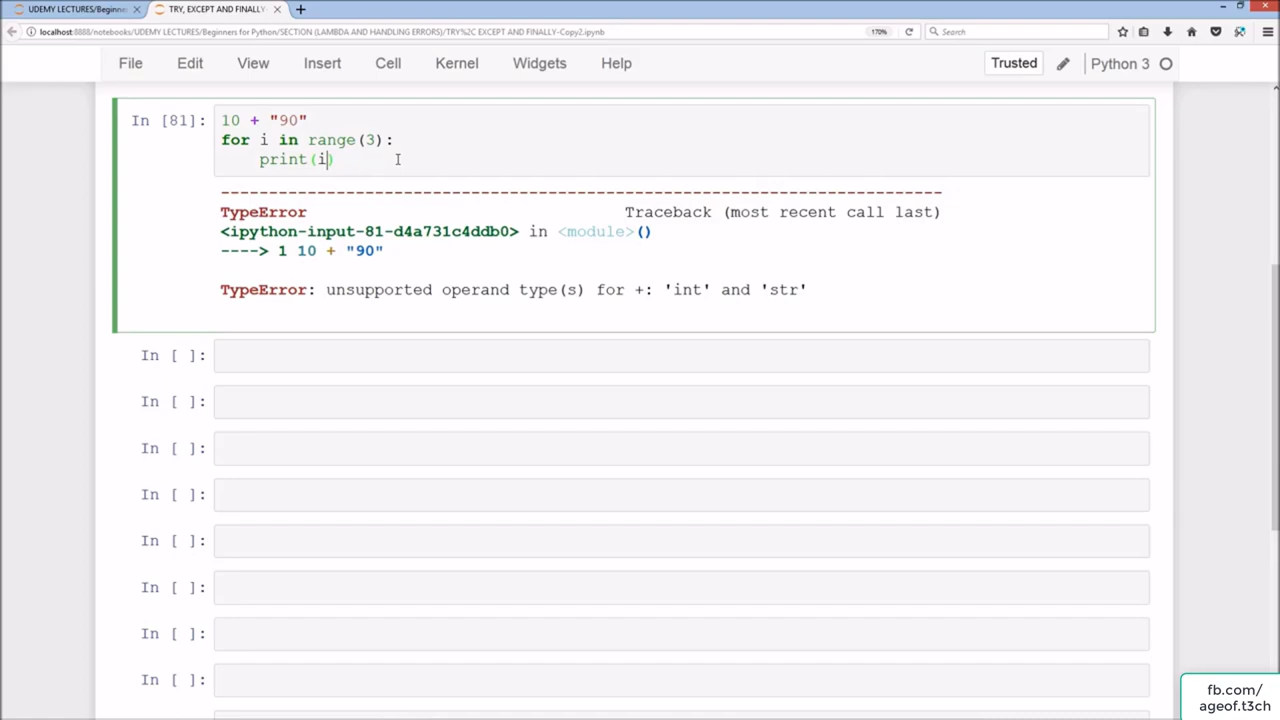 UDEMY LECTURES/Beginner
TRY, EXCEPT AND FINALLY-
localhost:8888/notebooks/UDEMY LECTURES/Beginners for Python/SECTION (LAMBDA AND HANDLING ERRORS)/TRY%2C EXCEPT AND FINALLY-Copy2.ipynb
170%
Search
File Edit View Insert Cell Kernel Widgets Help
Trusted
Python 3
In [81]: 10 + "90"
for i in range(3):
    print(i)
---------------------------------------------------------------------------
TypeError Traceback (most recent call last)
<ipython-input-81-d4a731c4ddb0> in <module>()
----> 1 10 + "90"
TypeError: unsupported operand type(s) for +: 'int' and 'str'
In [ ]:
In [ ]:
In [ ]:
In [ ]:
In [ ]:
In [ ]:
In [ ]:
In [ ]:
fb.com/
ageof.t3ch